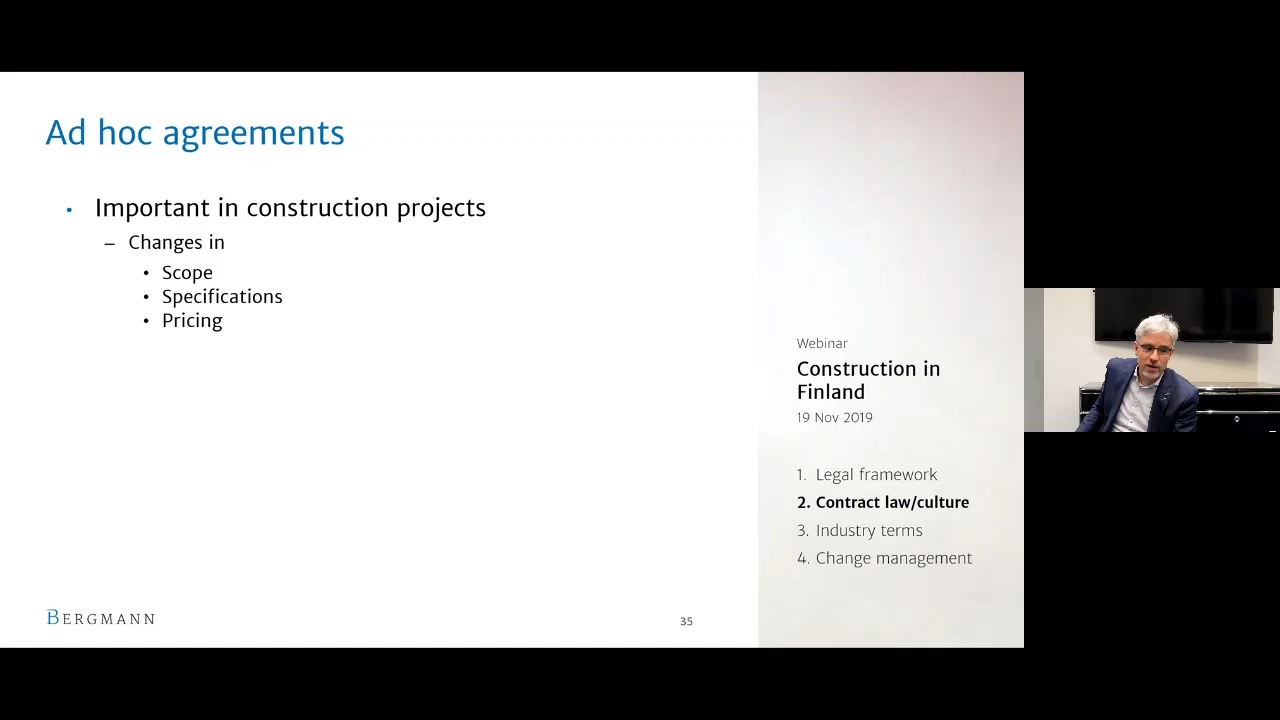 Ad hoc agreements
• Important in construction projects
– Changes in
• Scope
• Specifications
• Pricing
Webinar
Construction in
Finland
19 Nov 2019
1. Legal framework
2. Contract law/culture
3. Industry terms
4. Change management
BERGMANN
35